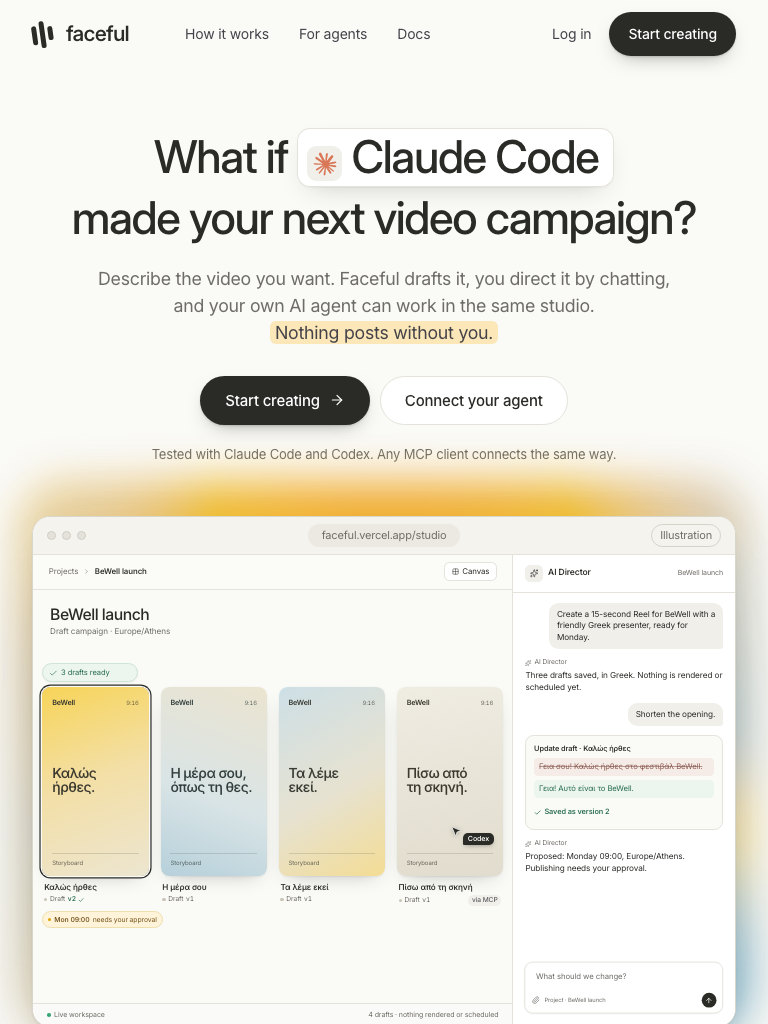 faceful
How it works
For agents
Docs
Log in
Start creating
What if Claude Code
made your next video campaign?
Describe the video you want. Faceful drafts it, you direct it by chatting,
and your own AI agent can work in the same studio.
Nothing posts without you.
Start creating
Connect your agent
Tested with Claude Code and Codex. Any MCP client connects the same way.
faceful.vercel.app/studio
Illustration
Projects > BeWell launch
Canvas
BeWell launch
Draft campaign · Europe/Athens
3 drafts ready
BeWell 9:16
Καλώς
ήρθες.
Storyboard
Καλώς ήρθες
Draft v2
Mon 09:00 needs your approval
BeWell 9:16
Η μέρα σου,
όπως τη θες.
Storyboard
Η μέρα σου
Draft v1
BeWell 9:16
Τα λέμε
εκεί.
Storyboard
Τα λέμε εκεί
Draft v1
BeWell 9:16
Πίσω από
τη σκηνή.
Codex
Storyboard
Πίσω από τη σκηνή
Draft v1
via MCP
Live workspace
4 drafts · nothing rendered or scheduled
AI Director
BeWell launch
Create a 15-second Reel for BeWell with a
friendly Greek presenter, ready for
Monday.
AI Director
Three drafts saved, in Greek. Nothing is rendered or
scheduled yet.
Shorten the opening.
Update draft · Καλώς ήρθες
Γεια σου! Καλώς ήρθες στο φεστιβάλ BeWell.
Γεια! Αυτό είναι το BeWell.
Saved as version 2
AI Director
Proposed: Monday 09:00, Europe/Athens.
Publishing needs your approval.
What should we change?
Project · BeWell launch